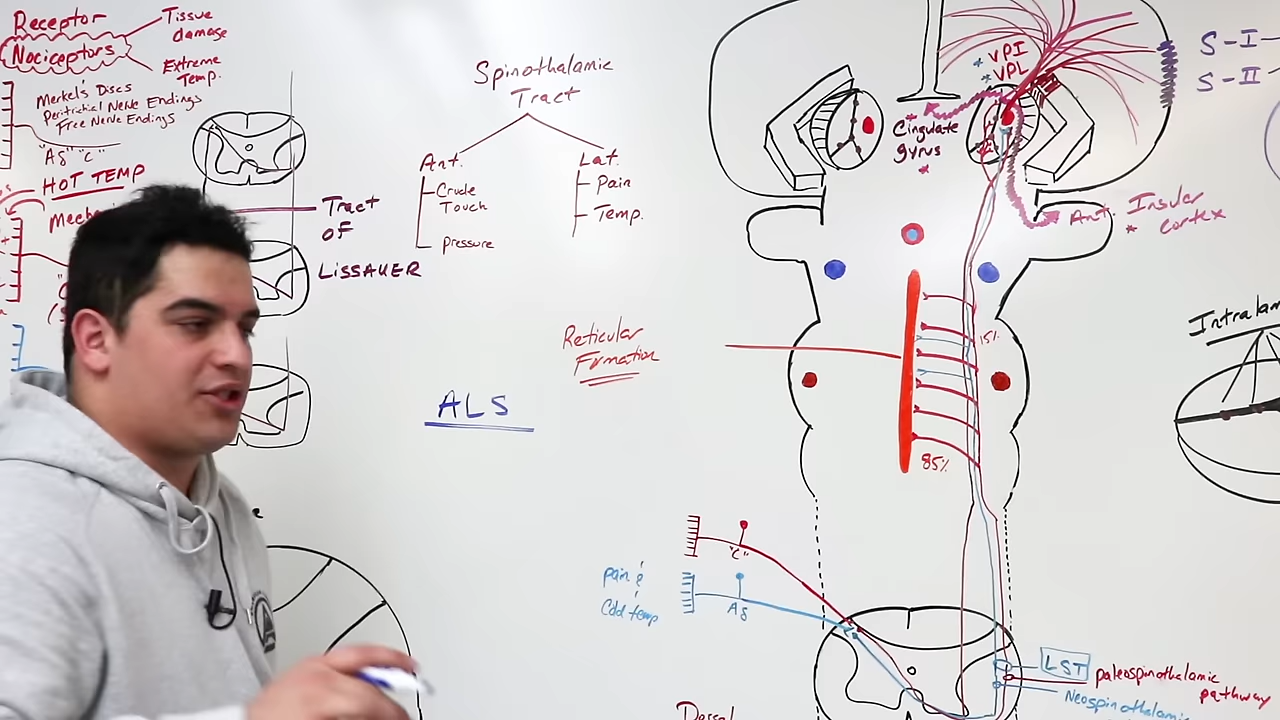 Receptor
Nociceptors
Tissue
damage
Extreme
Temp.
Merkel's Discs
Peritrichial Nerve Endings
Free Nerve Endings
"Aδ" "C"
HOT TEMP
Tract
OF
LISSAUER
Spinothalamic
Tract
Ant.
Crude
Touch
pressure
Lat.
Pain
Temp.
Reticular
Formation
ALS
VPI
VPL
Cingulate
gyrus
S-I
S-II
Ant. Insular
cortex
15%
85%
"C"
Aδ
pain &
Cold temp
LST
paleospinothalamic
pathway
Neospinothalamic
Dorsal